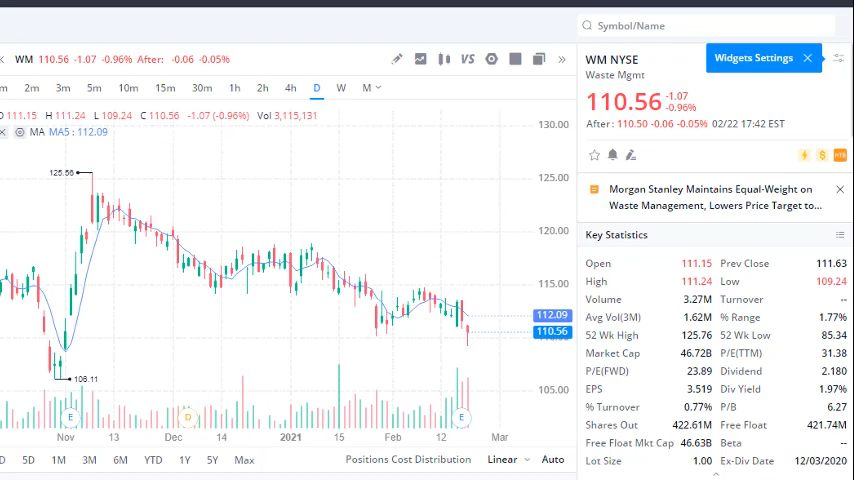 Symbol/Name
WM 110.56 -1.07 -0.96% After: -0.06 -0.05%
VS
WM NYSE
Waste Mgmt
Widgets Settings
2m 3m 5m 10m 15m 30m 1h 2h 4h D W M
110.56 -1.07 -0.96%
111.15 H 111.24 L 109.24 C 110.56 -1.07 (-0.96%) Vol 3,115,131
MA MA5: 112.09
After: 110.50 -0.06 -0.05% 02/22 17:42 EST
HTB
130.00
125.00
120.00
115.00
112.09
110.56
105.00
125.56
106.11
E D E
Nov 13 Dec 14 2021 15 Feb 12 Mar
D 5D 1M 3M 6M YTD 1Y 5Y Max Positions Cost Distribution Linear Auto
Morgan Stanley Maintains Equal-Weight on
Waste Management, Lowers Price Target to...
Key Statistics
Open 111.15 Prev Close 111.63
High 111.24 Low 109.24
Volume 3.27M Turnover --
Avg Vol(3M) 1.62M % Range 1.77%
52 Wk High 125.76 52 Wk Low 85.34
Market Cap 46.72B P/E(TTM) 31.38
P/E(FWD) 23.89 Dividend 2.180
EPS 3.519 Div Yield 1.97%
% Turnover 0.77% P/B 6.27
Shares Out 422.61M Free Float 421.74M
Free Float Mkt Cap 46.63B Beta --
Lot Size 1.00 Ex-Div Date 12/03/2020